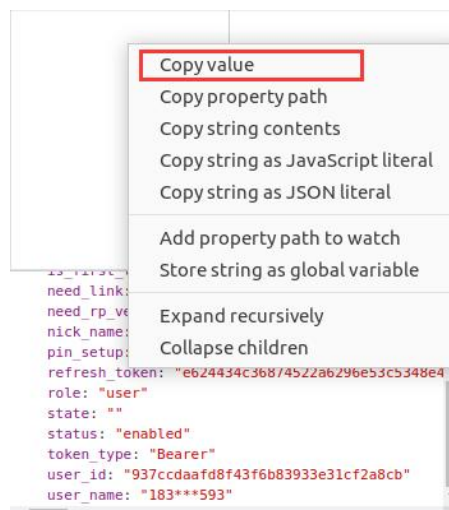 Copy value
Copy property path
Copy string contents
Copy string as JavaScript literal
Copy string as JSON literal
Add property path to watch
Store string as global variable
Expand recursively
Collapse children
need_link:
need_rp_ve
nick_name:
pin_setup:
refresh_token: "e624434c36874522a6296e53c5348e4
role: "user"
state: ""
status: "enabled"
token_type: "Bearer"
user_id: "937ccdaafd8f43f6b83933e31cf2a8cb"
user_name: "183***593"